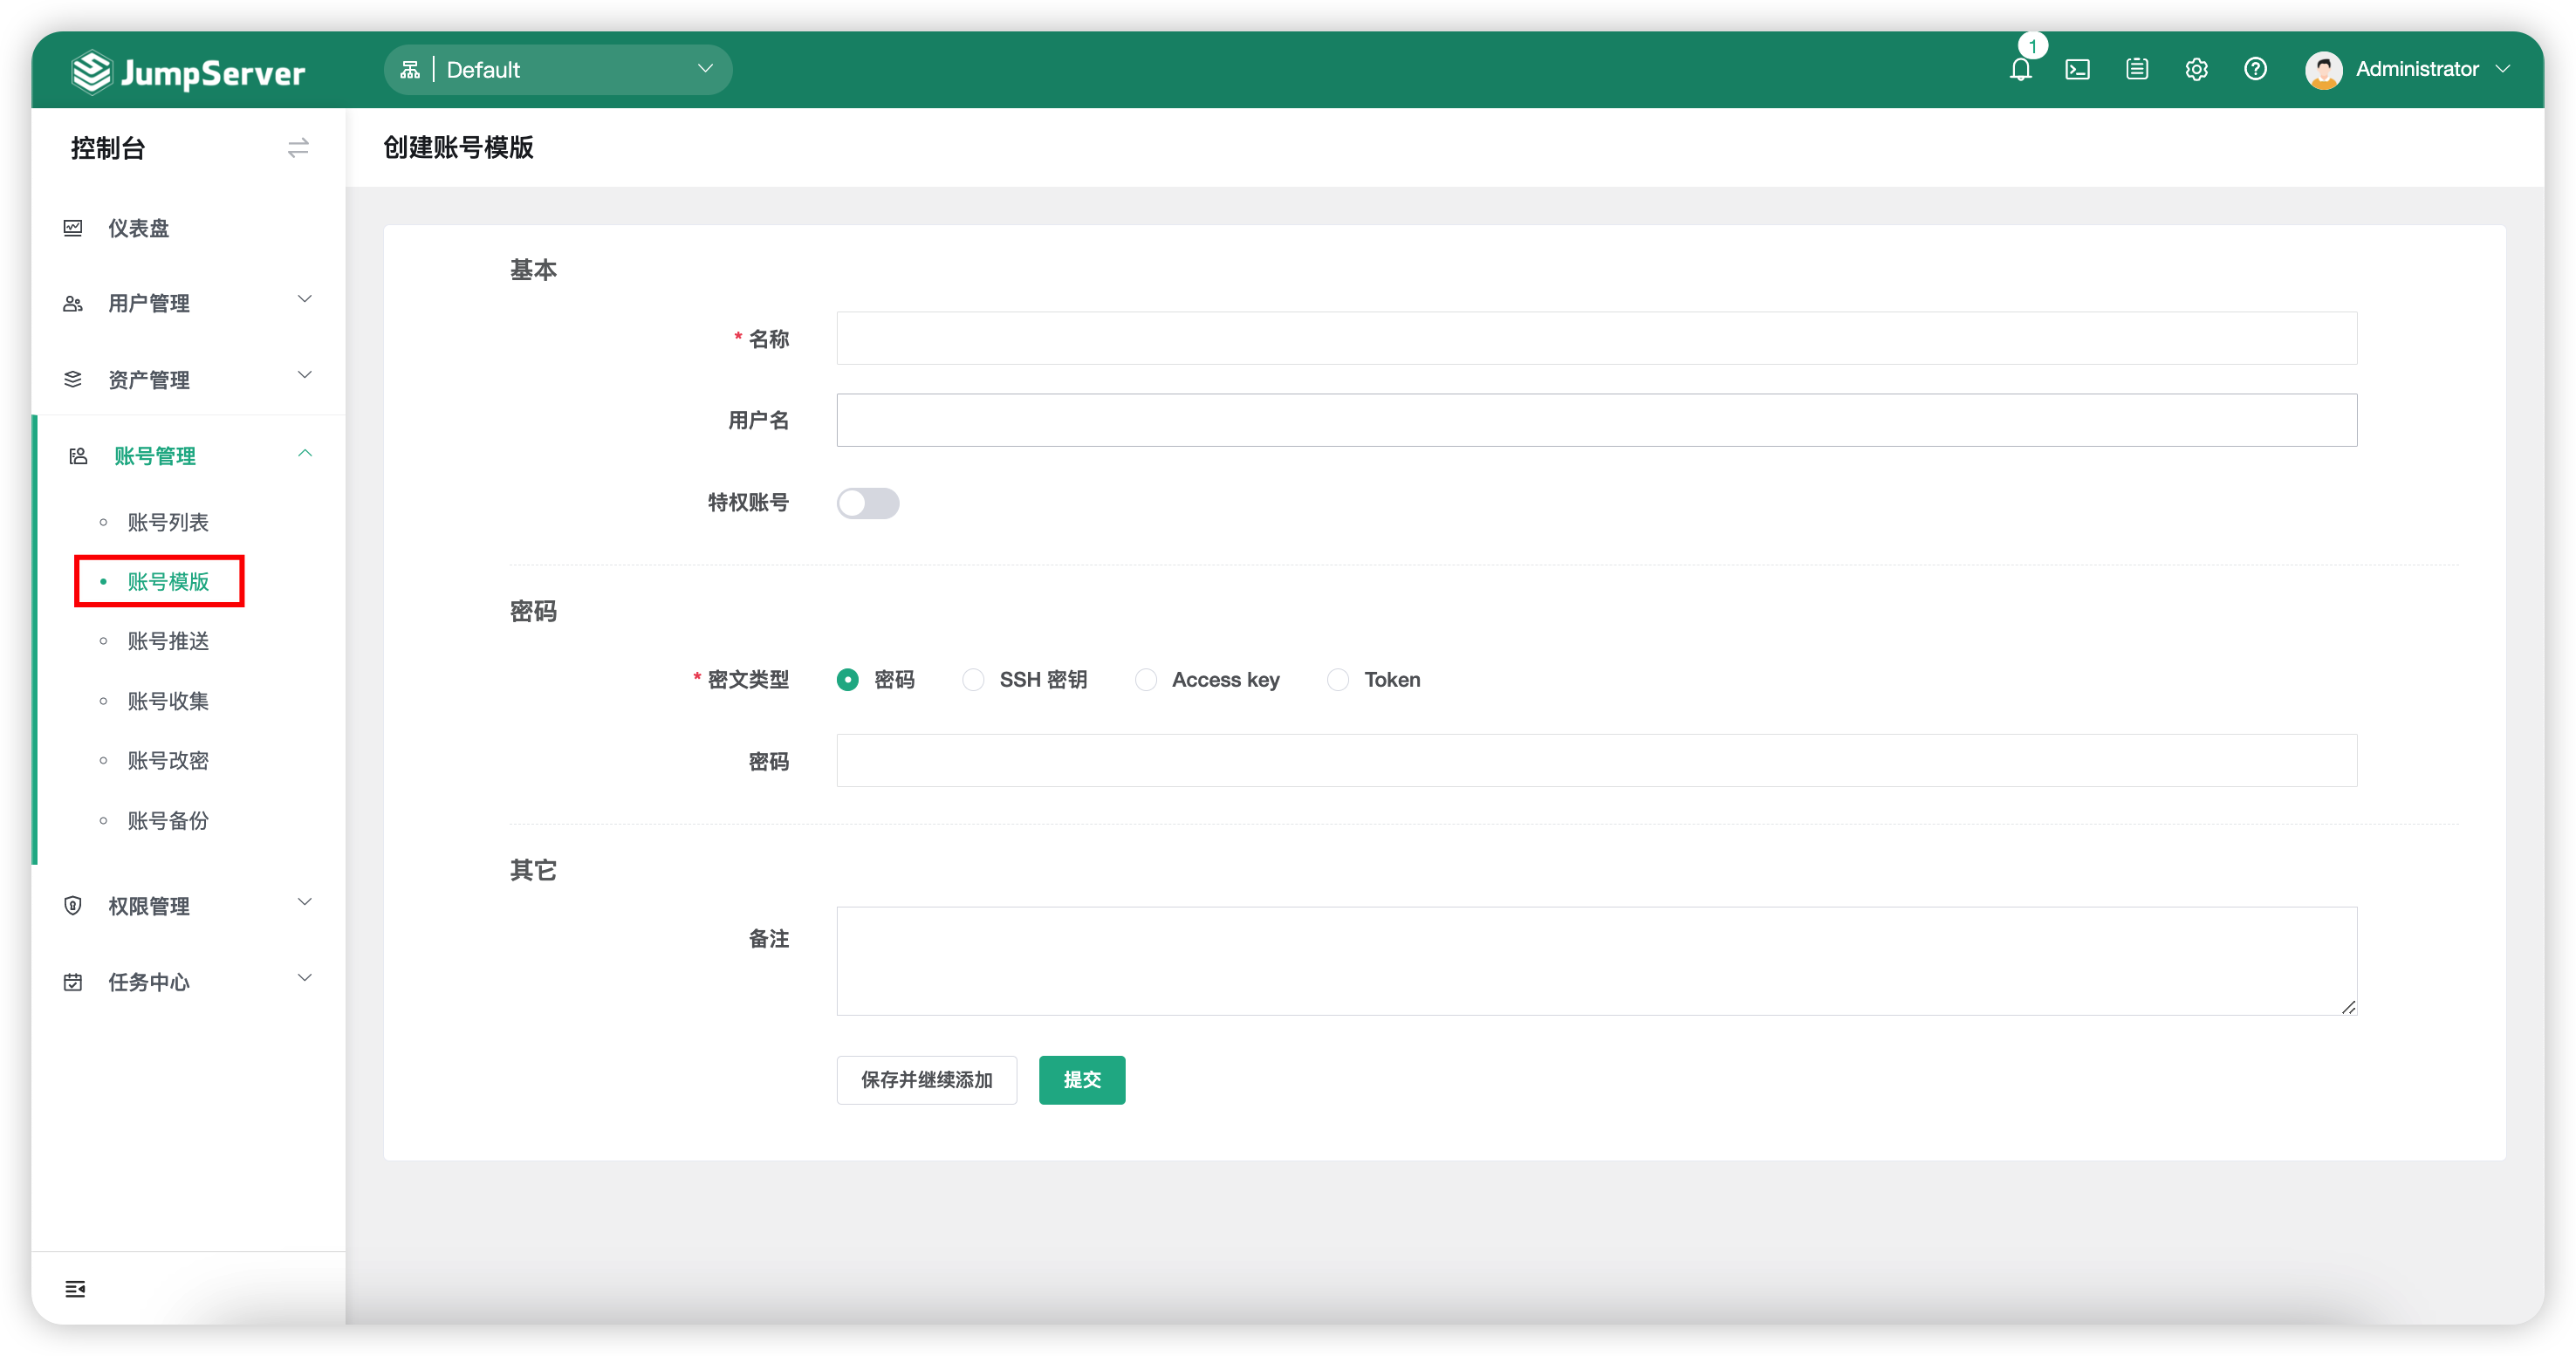 JumpServer
Default
1
Administrator
控制台
创建账号模版
仪表盘
用户管理
资产管理
账号管理
账号列表
账号模版
账号推送
账号收集
账号改密
账号备份
权限管理
任务中心
基本
* 名称
用户名
特权账号
密码
* 密文类型
密码
SSH 密钥
Access key
Token
密码
其它
备注
保存并继续添加
提交